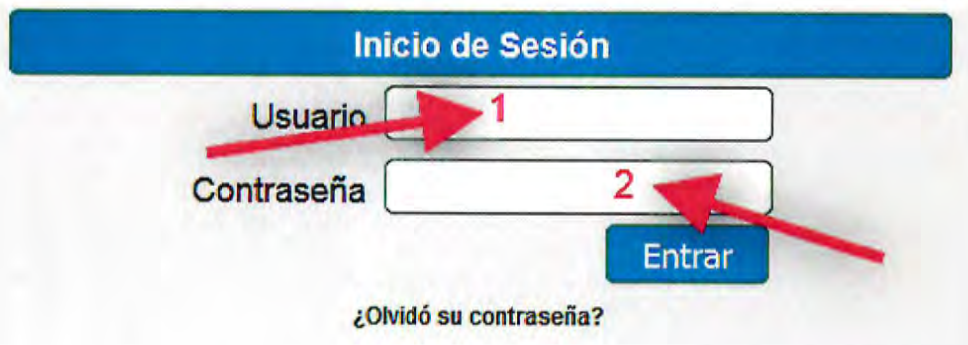 Inicio de Sesión
Usuario 1
Contraseña 2
Entrar
¿Olvidó su contraseña?